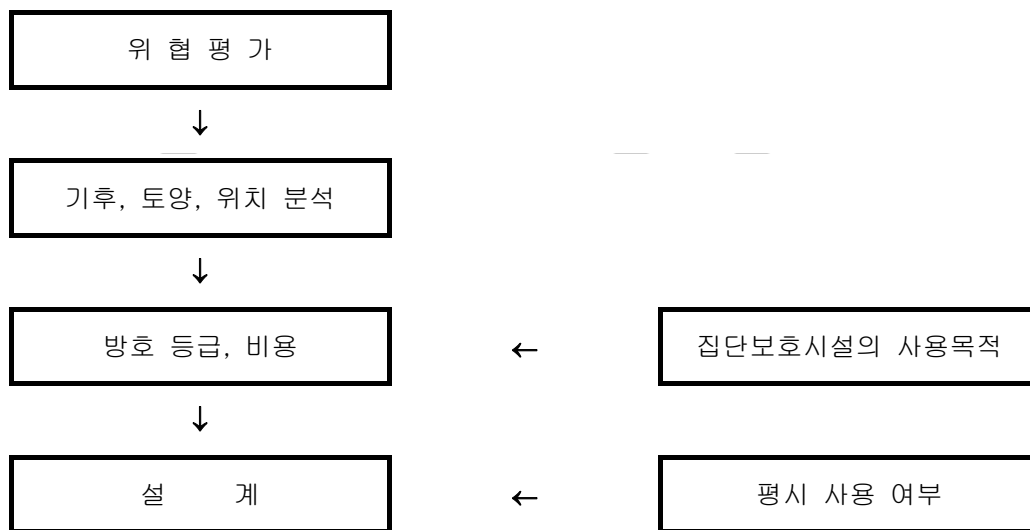 위 협 평 가
↓
기후, 토양, 위치 분석
↓
방호 등급, 비용 ← 집단보호시설의 사용목적
↓
설 계 ← 평시 사용 여부